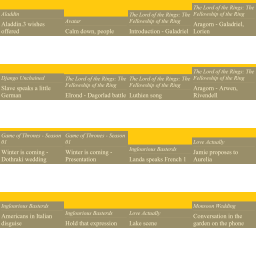 Aladdin
Aladdin 3 wishes
offered
Avatar
Calm down, people
The Lord of the Rings: The
Fellowship of the Ring
Introduction - Galadriel
The Lord of the Rings: The
Fellowship of the Ring
Aragorn - Galadriel,
Lorien
Django Unchained
Slave speaks a little
German
The Lord of the Rings: The
Fellowship of the Ring
Elrond - Dagorlad battle
The Lord of the Rings: The
Fellowship of the Ring
Luthien song
The Lord of the Rings: The
Fellowship of the Ring
Aragorn - Arwen,
Rivendell
Game of Thrones - Season
01
Winter is coming -
Dothraki wedding
Game of Thrones - Season
01
Winter is coming -
Presentation
Inglourious Basterds
Landa speaks French 1
Love Actually
Jamie proposes to
Aurelia
Inglourious Basterds
Americans in Italian
disguise
Inglourious Basterds
Hold that expression
Love Actually
Lake scene
Monsoon Wedding
Conversation in the
garden on the phone